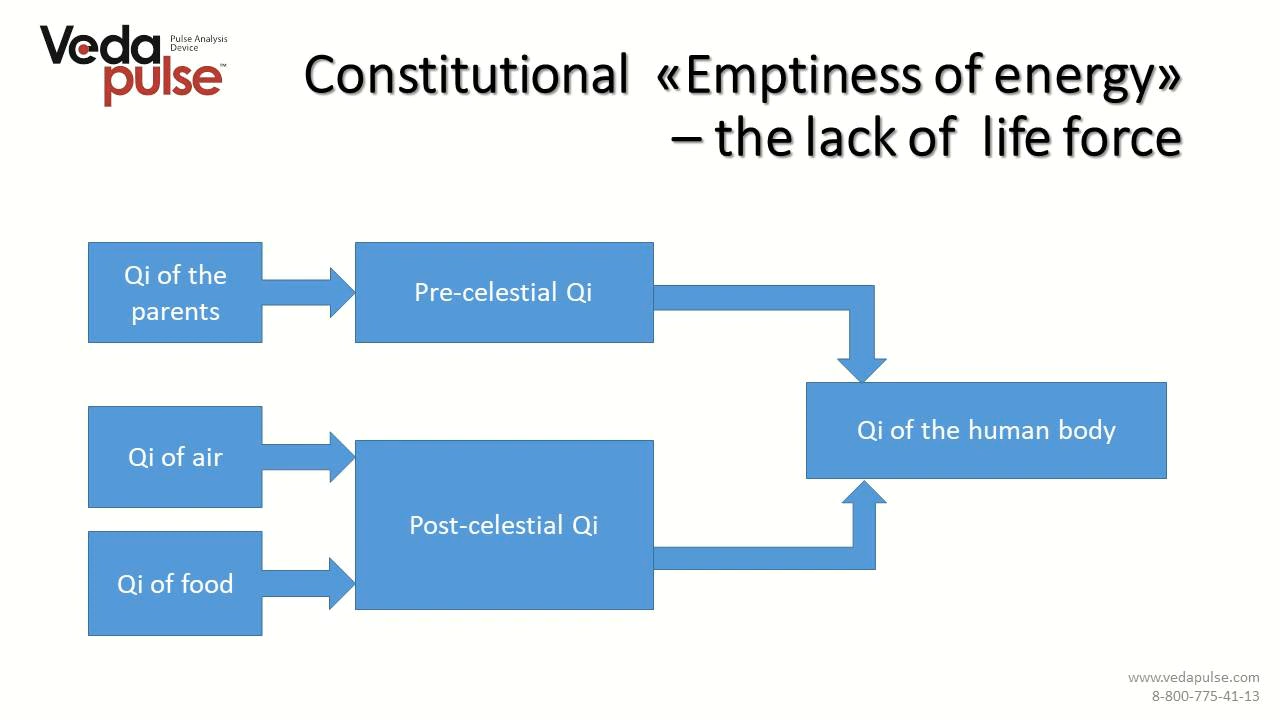 Veda
pulse™
Pulse Analysis
Device
Constitutional «Emptiness of energy»
– the lack of life force
Qi of the
parents
Pre-celestial Qi
Qi of the human body
Qi of air
Post-celestial Qi
Qi of food
www.vedapulse.com
8-800-775-41-13